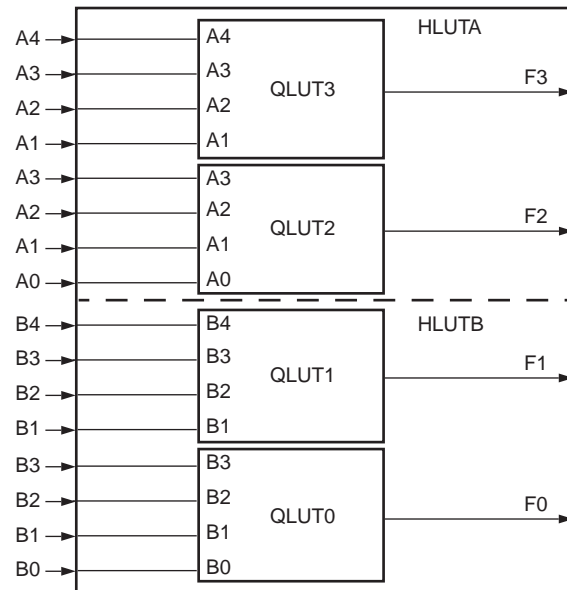 HLUTA
A4 A4
A3 A3
A2 A2
A1 A1
QLUT3
F3
A3 A3
A2 A2
A1 A1
A0 A0
QLUT2
F2
HLUTB
B4 B4
B3 B3
B2 B2
B1 B1
QLUT1
F1
B3 B3
B2 B2
B1 B1
B0 B0
QLUT0
F0